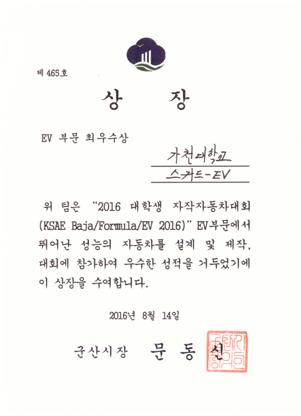 제 465호
상 장
EV 부문 최우수상
가천대학교
스키드-EV
위 팀은 "2016 대학생 자작자동차대회
(KSAE Baja/Formula/EV 2016)" EV부문에서
뛰어난 성능의 자동차를 설계 및 제작,
대회에 참가하여 우수한 성적을 거두었기에
이 상장을 수여합니다.
2016년 8월 14일
군산시장 문 동 신